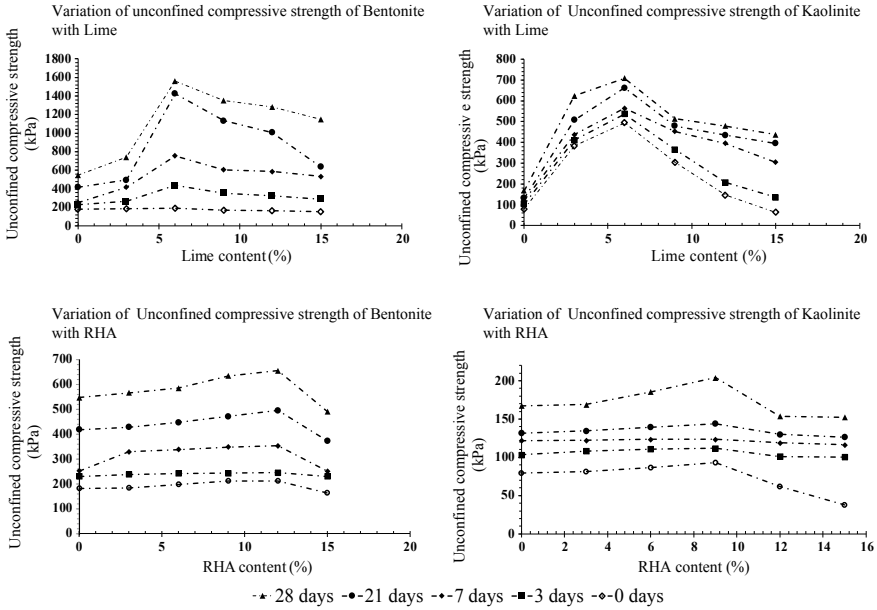 Variation of unconfined compressive strength of Bentonite
with Lime
Unconfined compressive strength
(kPa)
1800
1600
1400
1200
1000
800
600
400
200
0
0
5
10
15
20
Lime content (%)
Variation of  Unconfined compressive strength of Kaolinite
with Lime
Unconfined compressiv e strength
(kPa)
800
700
600
500
400
300
200
100
0
0
5
10
15
20
Lime content(%)
Variation of  Unconfined compressive strength of Bentonite
with RHA
Unconfined compressive strength
(kPa)
700
600
500
400
300
200
100
0
0
5
10
15
20
RHA content (%)
Variation of  Unconfined compressive strength of Kaolinite
with RHA
Unconfined compressive strength
(kPa)
200
150
100
50
0
0
2
4
6
8
10
12
14
16
RHA content (%)
28 days
21 days
7 days
3 days
0 days